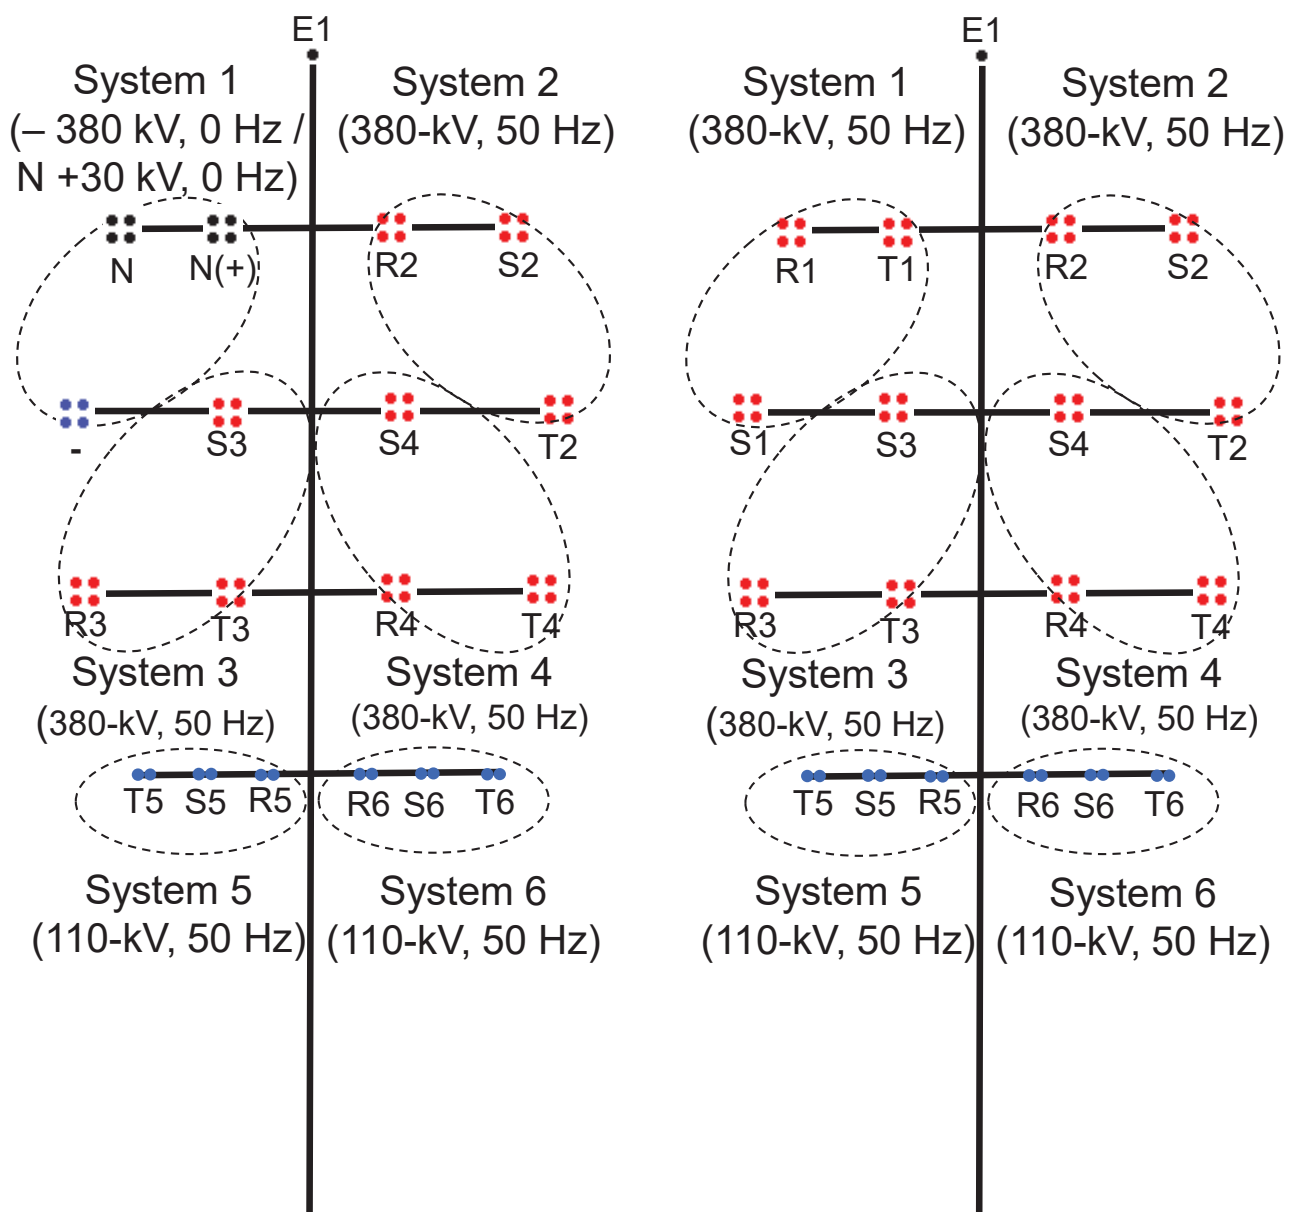 E1
System 1
(– 380 kV, 0 Hz /
N +30 kV, 0 Hz)
System 2
(380-kV, 50 Hz)
N
N(+)
R2
S2
-
S3
S4
T2
R3
T3
R4
T4
System 3
(380-kV, 50 Hz)
System 4
(380-kV, 50 Hz)
T5
S5
R5
R6
S6
T6
System 5
(110-kV, 50 Hz)
System 6
(110-kV, 50 Hz)
E1
System 1
(380-kV, 50 Hz)
System 2
(380-kV, 50 Hz)
R1
T1
R2
S2
S1
S3
S4
T2
R3
T3
R4
T4
System 3
(380-kV, 50 Hz)
System 4
(380-kV, 50 Hz)
T5
S5
R5
R6
S6
T6
System 5
(110-kV, 50 Hz)
System 6
(110-kV, 50 Hz)